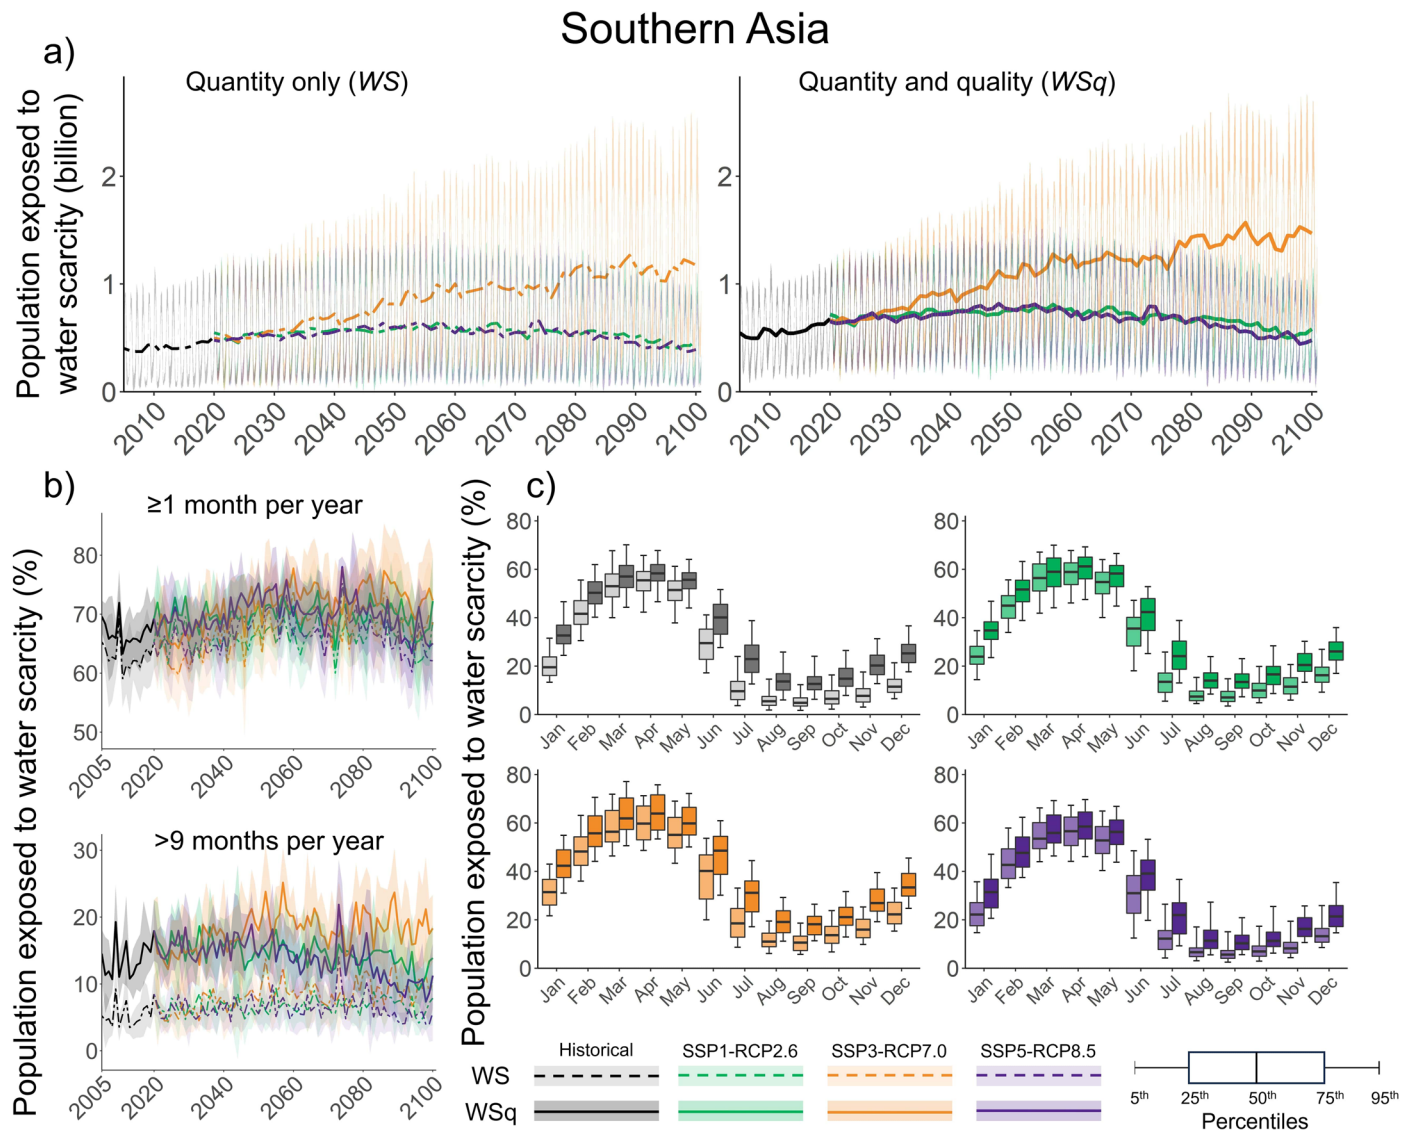 Southern Asia
a)
Quantity only (WS)
Quantity and quality (WSq)
Population exposed to
water scarcity (billion)
2
1
0
2010
2020
2030
2040
2050
2060
2070
2080
2090
2100
2
1
0
2010
2020
2030
2040
2050
2060
2070
2080
2090
2100
b)
≥1 month per year
Population exposed to water scarcity (%)
80
70
60
50
2005
2020
2040
2060
2080
2100
>9 months per year
30
20
10
0
2005
2020
2040
2060
2080
2100
c)
Population exposed to water scarcity (%)
80
60
40
20
0
Jan
Feb
Mar
Apr
May
Jun
Jul
Aug
Sep
Oct
Nov
Dec
80
60
40
20
0
Jan
Feb
Mar
Apr
May
Jun
Jul
Aug
Sep
Oct
Nov
Dec
80
60
40
20
0
Jan
Feb
Mar
Apr
May
Jun
Jul
Aug
Sep
Oct
Nov
Dec
80
60
40
20
0
Jan
Feb
Mar
Apr
May
Jun
Jul
Aug
Sep
Oct
Nov
Dec
Historical SSP1-RCP2.6 SSP3-RCP7.0 SSP5-RCP8.5
WS
WSq
5th 25th 50th 75th 95th
Percentiles